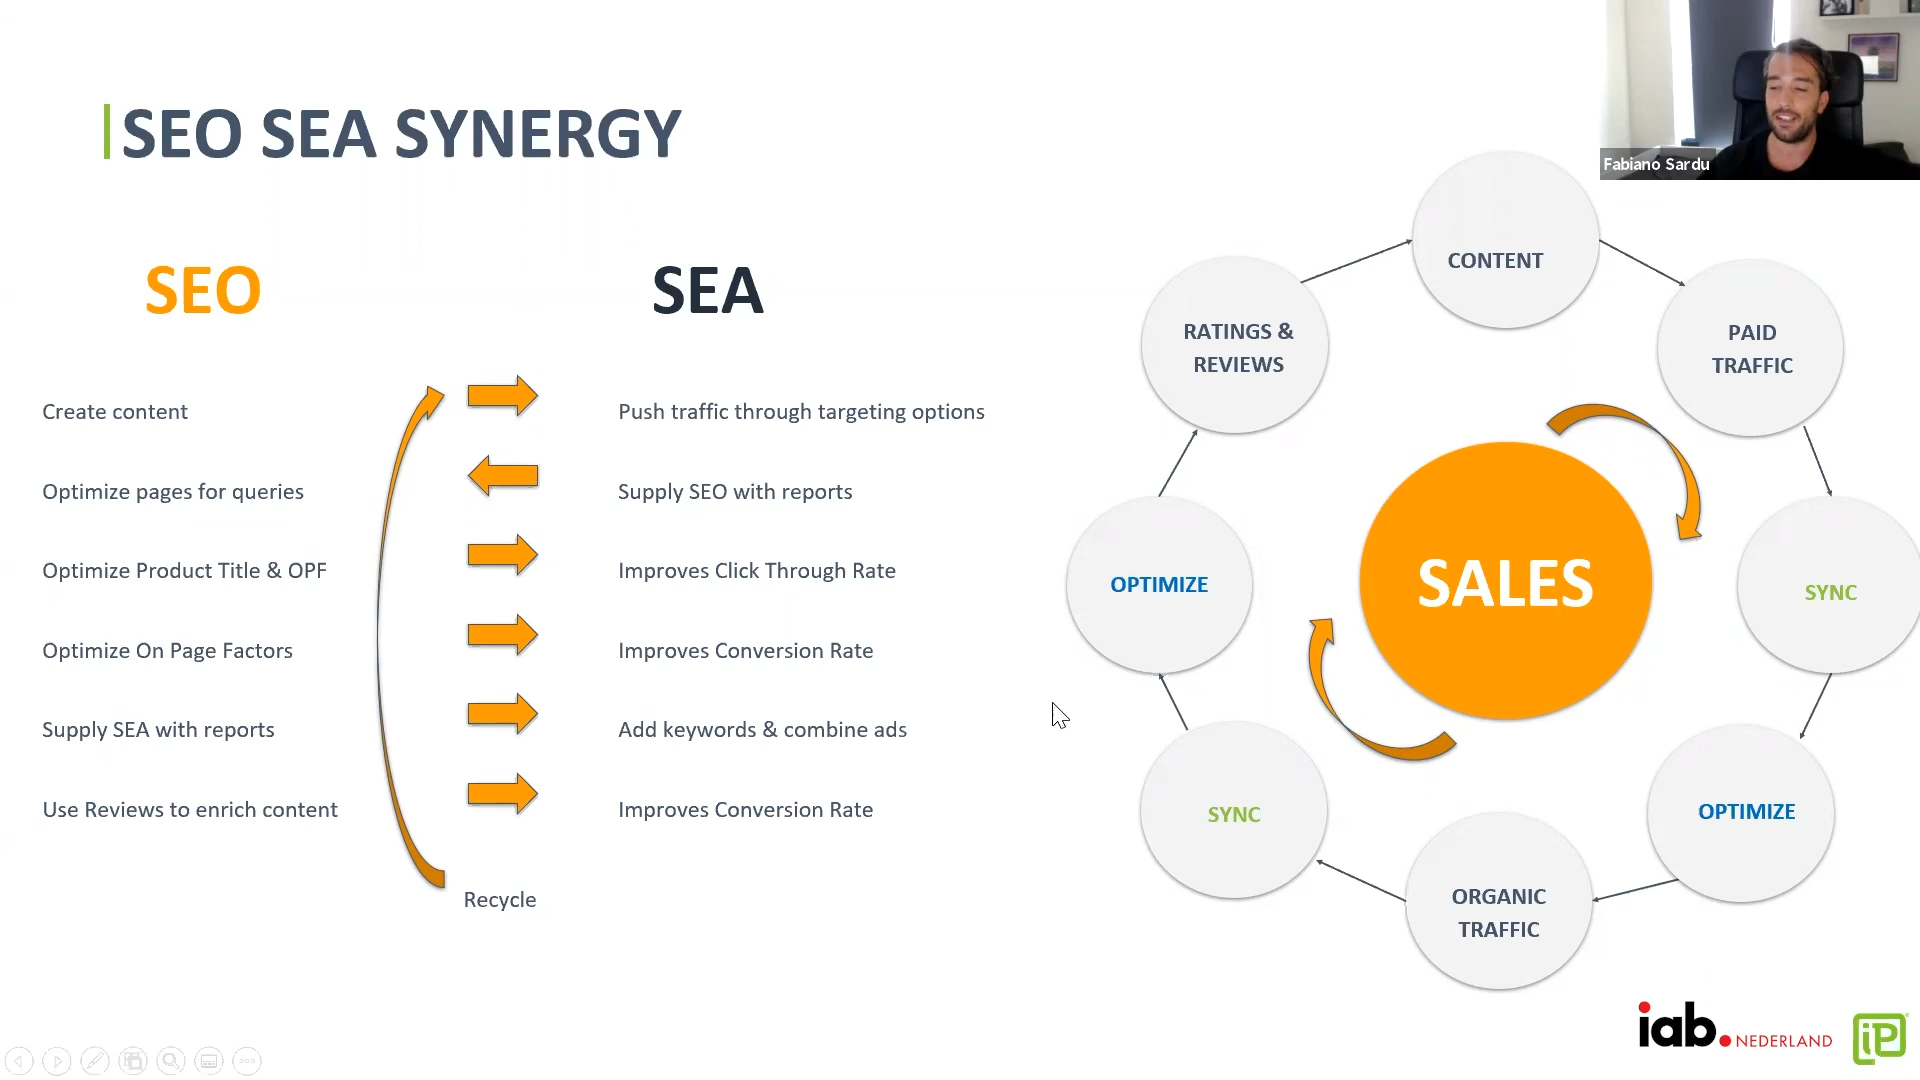 SEO SEA SYNERGY
Fabiano Sardu
SEO
SEA
Create content
Push traffic through targeting options
Optimize pages for queries
Supply SEO with reports
Optimize Product Title & OPF
Improves Click Through Rate
Optimize On Page Factors
Improves Conversion Rate
Supply SEA with reports
Add keywords & combine ads
Use Reviews to enrich content
Improves Conversion Rate
Recycle
CONTENT
PAID
TRAFFIC
SYNC
OPTIMIZE
ORGANIC
TRAFFIC
SYNC
OPTIMIZE
RATINGS &
REVIEWS
SALES
iab.NEDERLAND
iP